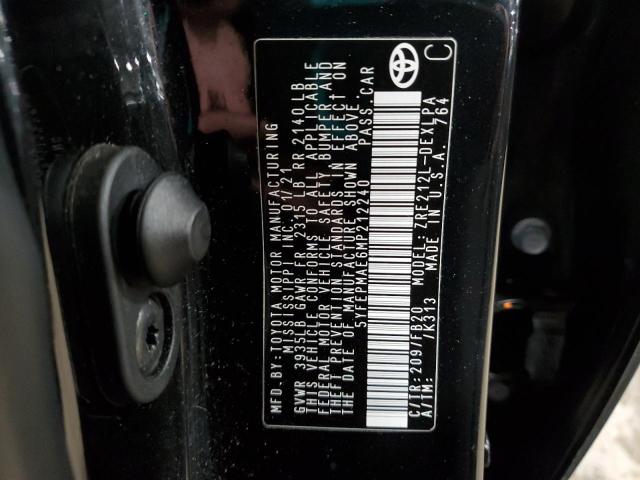 MFD.BY:TOYOTA MOTOR MANUFACTURING
MISSISSIPPI INC. 01/21
GVWR 3935LB GAWR FR 2315 LB RR 2140 LB
THIS VEHICLE CONFORMS TO ALL APPLICABLE
FEDERAL MOTOR VEHICLE SAFETY, BUMPER AND
THEFT PREVENTION STANDARDS IN EFFECT ON
THE DATE OF MANUFACTURE SHOWN ABOVE.
5YFEPMAE6MP212240 PASS.CAR
C/TR:209/FB20 MODEL:ZRE212L-DEXLPA
A/TM: /K313 MADE IN U.S.A. 764
C